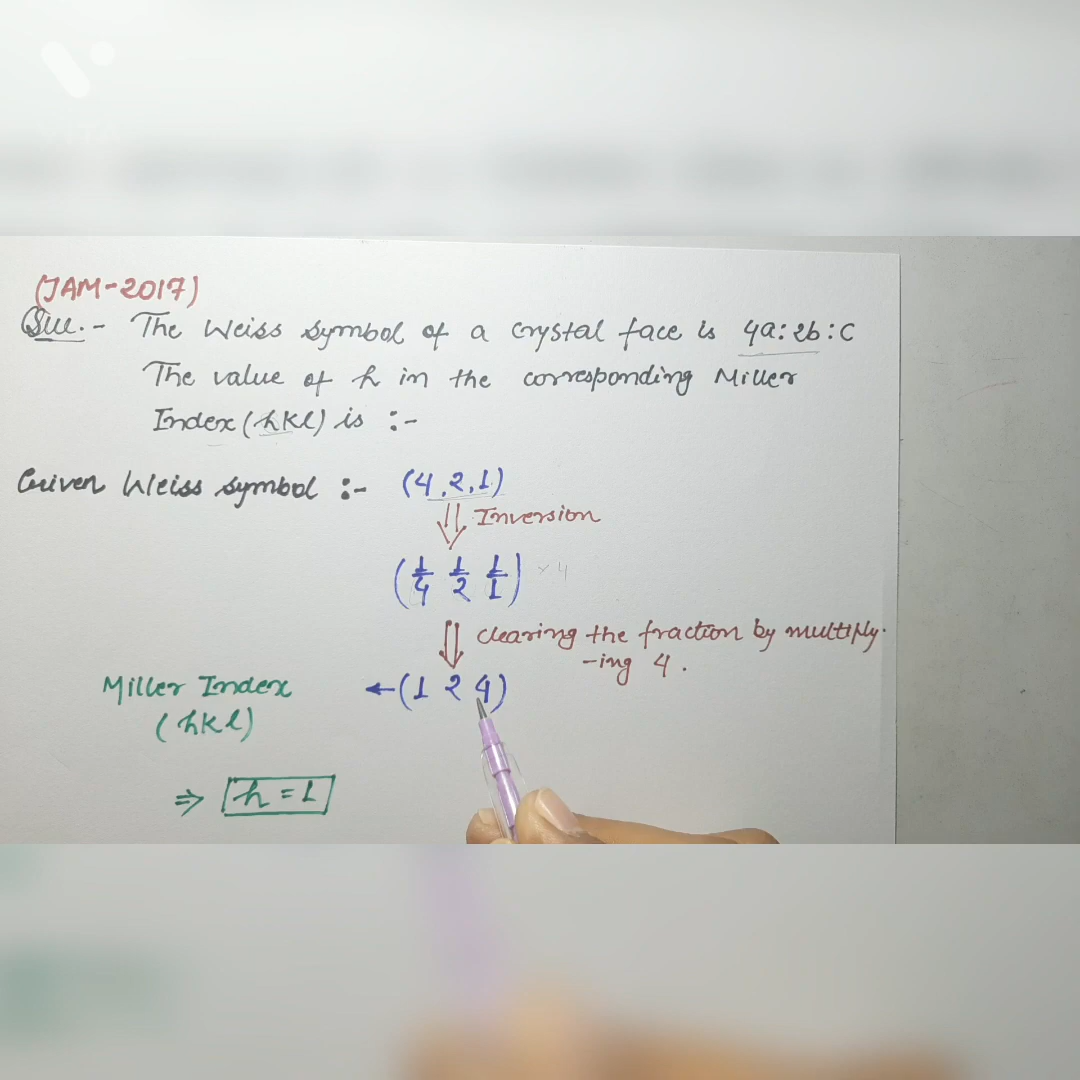 (JAM-2017)
Que.- The Weiss symbol of a crystal face is 4a:2b:C
The value of h in the corresponding Miller
Index (hkl) is :-
Given Weiss symbol :- (4,2,1)
Inversion
(1/4 1/2 1/1) ×4
clearing the fraction by multiply-
-ing 4.
Miller Index ←(1 2 4)
(hkl)
⇒ h = 1